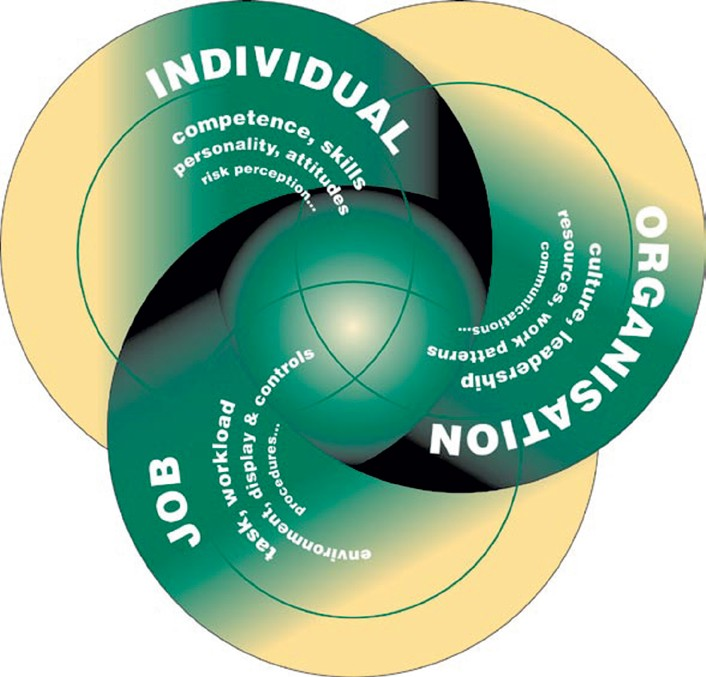 INDIVIDUAL
competence, skills
personality, attitudes
risk perception...
ORGANISATION
culture, leadership
resources, work patterns
communications...
JOB
task, workload
environment, display & controls
procedures...